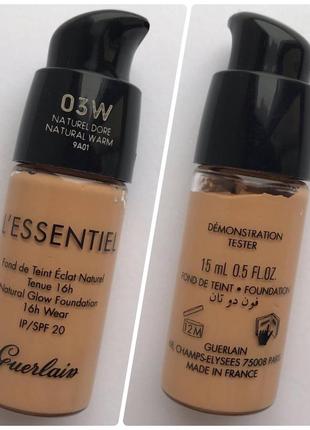 03W
NATUREL DORÉ
NATURAL WARM
9A01
L'ESSENTIEL
Fond de Teint Éclat Naturel
Tenue 16h
Natural Glow Foundation
16h Wear
IP/SPF 20
Guerlain
DÉMONSTRATION
TESTER
15 ml 0.5 FL.OZ.
FOND DE TEINT • FOUNDATION
فون دو تان
12M
GUERLAIN
68, CHAMPS-ELYSEES 75008 PARIS
MADE IN FRANCE